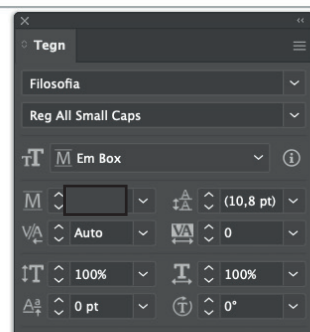 Tegn
Filosofia
Reg All Small Caps
Em Box
(10,8 pt)
Auto 0
100% 100%
0 pt 0°